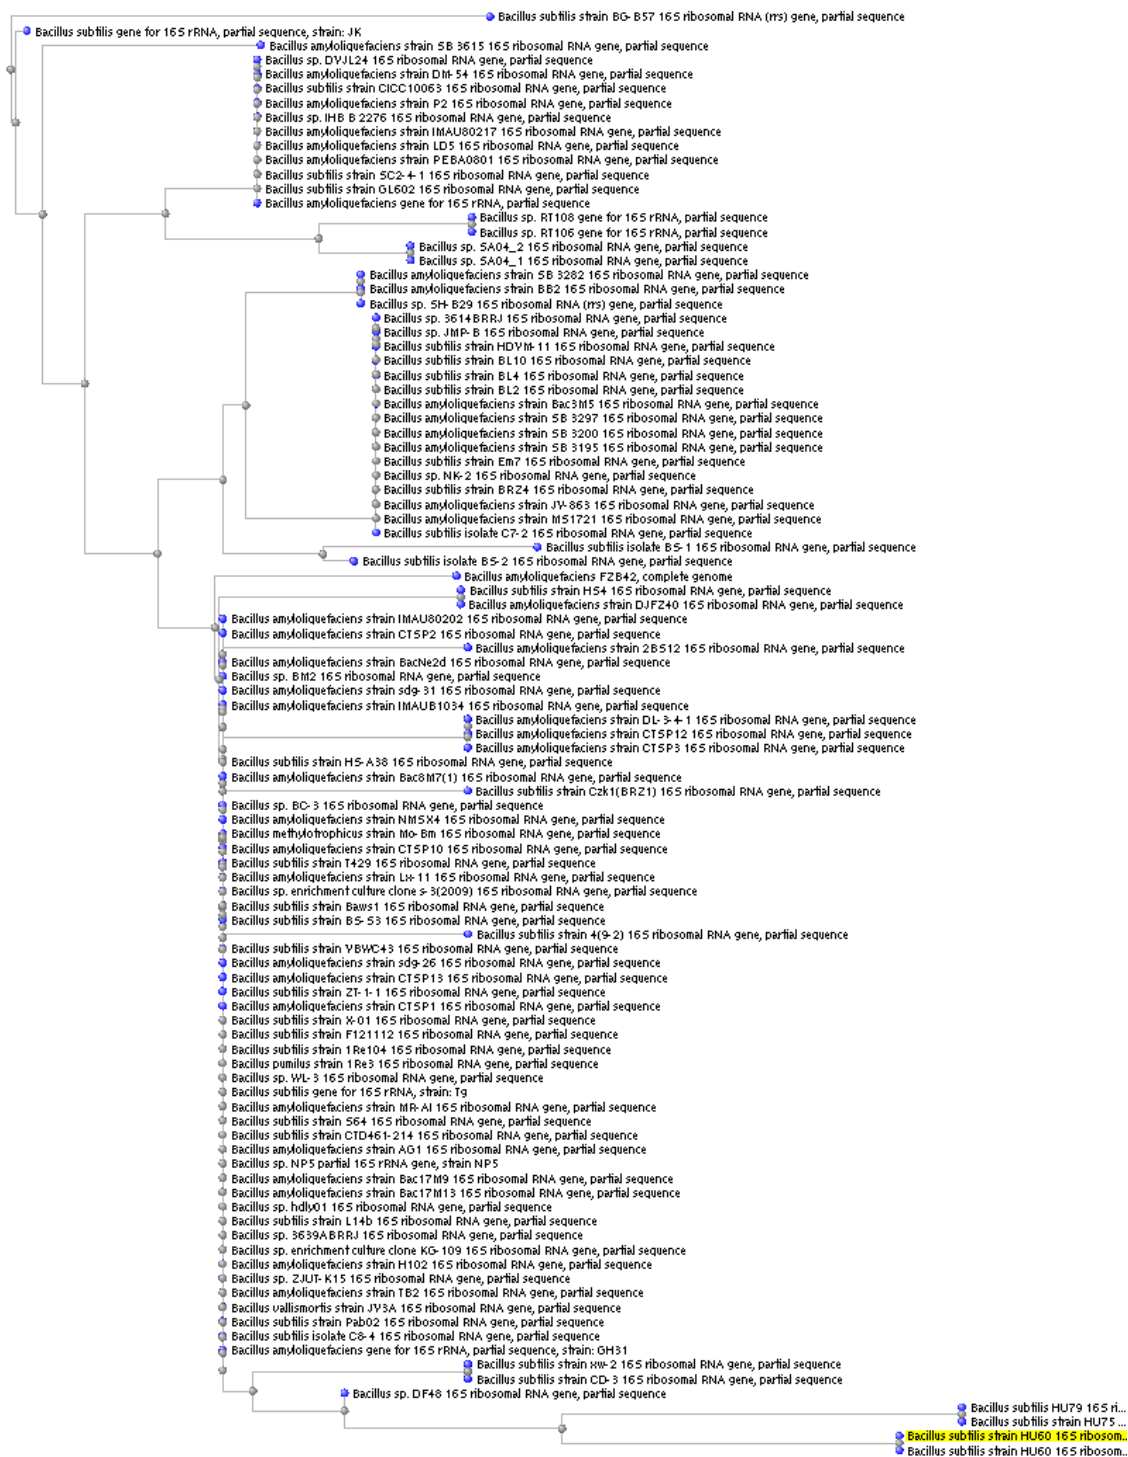 Bacillus subtilis strain BG-B57 16S ribosomal RNA (rrs) gene, partial sequence
Bacillus subtilis gene for 16S rRNA, partial sequence, strain: JK
Bacillus amyloliquefaciens strain SB 3615 16S ribosomal RNA gene, partial sequence
Bacillus sp. DYJL24 16S ribosomal RNA gene, partial sequence
Bacillus amyloliquefaciens strain DM-54 16S ribosomal RNA gene, partial sequence
Bacillus subtilis strain CICC10063 16S ribosomal RNA gene, partial sequence
Bacillus amyloliquefaciens strain P2 16S ribosomal RNA gene, partial sequence
Bacillus sp. IHB B 2276 16S ribosomal RNA gene, partial sequence
Bacillus amyloliquefaciens strain IMAU80217 16S ribosomal RNA gene, partial sequence
Bacillus amyloliquefaciens strain LD5 16S ribosomal RNA gene, partial sequence
Bacillus amyloliquefaciens strain PEBA0801 16S ribosomal RNA gene, partial sequence
Bacillus subtilis strain SC2-4-1 16S ribosomal RNA gene, partial sequence
Bacillus subtilis strain GL602 16S ribosomal RNA gene, partial sequence
Bacillus amyloliquefaciens gene for 16S rRNA, partial sequence
Bacillus sp. RT108 gene for 16S rRNA, partial sequence
Bacillus sp. RT106 gene for 16S rRNA, partial sequence
Bacillus sp. SA04_2 16S ribosomal RNA gene, partial sequence
Bacillus sp. SA04_1 16S ribosomal RNA gene, partial sequence
Bacillus amyloliquefaciens strain SB 3282 16S ribosomal RNA gene, partial sequence
Bacillus amyloliquefaciens strain BB2 16S ribosomal RNA gene, partial sequence
Bacillus sp. SH-B29 16S ribosomal RNA (rrs) gene, partial sequence
Bacillus sp. 3614BRRJ 16S ribosomal RNA gene, partial sequence
Bacillus sp. JMP-B 16S ribosomal RNA gene, partial sequence
Bacillus subtilis strain HDYM-11 16S ribosomal RNA gene, partial sequence
Bacillus subtilis strain BL10 16S ribosomal RNA gene, partial sequence
Bacillus subtilis strain BL4 16S ribosomal RNA gene, partial sequence
Bacillus subtilis strain BL2 16S ribosomal RNA gene, partial sequence
Bacillus amyloliquefaciens strain Bac3M5 16S ribosomal RNA gene, partial sequence
Bacillus amyloliquefaciens strain SB 3297 16S ribosomal RNA gene, partial sequence
Bacillus amyloliquefaciens strain SB 3200 16S ribosomal RNA gene, partial sequence
Bacillus amyloliquefaciens strain SB 3195 16S ribosomal RNA gene, partial sequence
Bacillus subtilis strain Em7 16S ribosomal RNA gene, partial sequence
Bacillus sp. NK-2 16S ribosomal RNA gene, partial sequence
Bacillus subtilis strain BRZ4 16S ribosomal RNA gene, partial sequence
Bacillus amyloliquefaciens strain JY-863 16S ribosomal RNA gene, partial sequence
Bacillus amyloliquefaciens strain MS1721 16S ribosomal RNA gene, partial sequence
Bacillus subtilis isolate C7-2 16S ribosomal RNA gene, partial sequence
Bacillus subtilis isolate B5-1 16S ribosomal RNA gene, partial sequence
Bacillus subtilis isolate B5-2 16S ribosomal RNA gene, partial sequence
Bacillus amyloliquefaciens FZB42, complete genome
Bacillus subtilis strain HS4 16S ribosomal RNA gene, partial sequence
Bacillus amyloliquefaciens strain DJFZ40 16S ribosomal RNA gene, partial sequence
Bacillus amyloliquefaciens strain IMAU80202 16S ribosomal RNA gene, partial sequence
Bacillus amyloliquefaciens strain CTSP2 16S ribosomal RNA gene, partial sequence
Bacillus amyloliquefaciens strain 2BS12 16S ribosomal RNA gene, partial sequence
Bacillus amyloliquefaciens strain BacNe2d 16S ribosomal RNA gene, partial sequence
Bacillus sp. BM2 16S ribosomal RNA gene, partial sequence
Bacillus amyloliquefaciens strain sdg-31 16S ribosomal RNA gene, partial sequence
Bacillus amyloliquefaciens strain IMAUB1034 16S ribosomal RNA gene, partial sequence
Bacillus amyloliquefaciens strain DL-3-4-1 16S ribosomal RNA gene, partial sequence
Bacillus amyloliquefaciens strain CTSP12 16S ribosomal RNA gene, partial sequence
Bacillus amyloliquefaciens strain CTSP3 16S ribosomal RNA gene, partial sequence
Bacillus subtilis strain HS-A38 16S ribosomal RNA gene, partial sequence
Bacillus amyloliquefaciens strain Bac8M7(1) 16S ribosomal RNA gene, partial sequence
Bacillus subtilis strain Czk1(BRZ1) 16S ribosomal RNA gene, partial sequence
Bacillus sp. BC-3 16S ribosomal RNA gene, partial sequence
Bacillus amyloliquefaciens strain NMSX4 16S ribosomal RNA gene, partial sequence
Bacillus methylotrophicus strain Mo-Bm 16S ribosomal RNA gene, partial sequence
Bacillus amyloliquefaciens strain CTSP10 16S ribosomal RNA gene, partial sequence
Bacillus subtilis strain T429 16S ribosomal RNA gene, partial sequence
Bacillus amyloliquefaciens strain Lx-11 16S ribosomal RNA gene, partial sequence
Bacillus sp. enrichment culture clone s-3(2009) 16S ribosomal RNA gene, partial sequence
Bacillus subtilis strain Baws1 16S ribosomal RNA gene, partial sequence
Bacillus subtilis strain BS-53 16S ribosomal RNA gene, partial sequence
Bacillus subtilis strain 4(9-2) 16S ribosomal RNA gene, partial sequence
Bacillus subtilis strain YBWC43 16S ribosomal RNA gene, partial sequence
Bacillus amyloliquefaciens strain sdg-26 16S ribosomal RNA gene, partial sequence
Bacillus amyloliquefaciens strain CTSP13 16S ribosomal RNA gene, partial sequence
Bacillus subtilis strain ZT-1-1 16S ribosomal RNA gene, partial sequence
Bacillus amyloliquefaciens strain CTSP1 16S ribosomal RNA gene, partial sequence
Bacillus subtilis strain X-01 16S ribosomal RNA gene, partial sequence
Bacillus subtilis strain F121112 16S ribosomal RNA gene, partial sequence
Bacillus subtilis strain 1Re104 16S ribosomal RNA gene, partial sequence
Bacillus pumilus strain 1Re3 16S ribosomal RNA gene, partial sequence
Bacillus sp. WL-3 16S ribosomal RNA gene, partial sequence
Bacillus subtilis gene for 16S rRNA, strain: Tg
Bacillus amyloliquefaciens strain MR-AI 16S ribosomal RNA gene, partial sequence
Bacillus subtilis strain S64 16S ribosomal RNA gene, partial sequence
Bacillus subtilis strain CTD461-214 16S ribosomal RNA gene, partial sequence
Bacillus amyloliquefaciens strain AG1 16S ribosomal RNA gene, partial sequence
Bacillus sp. NP5 partial 16S rRNA gene, strain NP5
Bacillus amyloliquefaciens strain Bac17M9 16S ribosomal RNA gene, partial sequence
Bacillus amyloliquefaciens strain Bac17M13 16S ribosomal RNA gene, partial sequence
Bacillus sp. hdly01 16S ribosomal RNA gene, partial sequence
Bacillus subtilis strain L14b 16S ribosomal RNA gene, partial sequence
Bacillus sp. 3639ABRRJ 16S ribosomal RNA gene, partial sequence
Bacillus sp. enrichment culture clone KG-109 16S ribosomal RNA gene, partial sequence
Bacillus amyloliquefaciens strain H102 16S ribosomal RNA gene, partial sequence
Bacillus sp. ZJUT-K15 16S ribosomal RNA gene, partial sequence
Bacillus amyloliquefaciens strain TB2 16S ribosomal RNA gene, partial sequence
Bacillus vallismortis strain JY3A 16S ribosomal RNA gene, partial sequence
Bacillus subtilis strain Pab02 16S ribosomal RNA gene, partial sequence
Bacillus subtilis isolate C8-4 16S ribosomal RNA gene, partial sequence
Bacillus amyloliquefaciens gene for 16S rRNA, partial sequence, strain: GH31
Bacillus subtilis strain xw-2 16S ribosomal RNA gene, partial sequence
Bacillus subtilis strain CD-3 16S ribosomal RNA gene, partial sequence
Bacillus sp. DF48 16S ribosomal RNA gene, partial sequence
Bacillus subtilis HU79 16S ri...
Bacillus subtilis strain HU75 ...
Bacillus subtilis strain HU60 16S ribosom...
Bacillus subtilis strain HU60 16S ribosom...